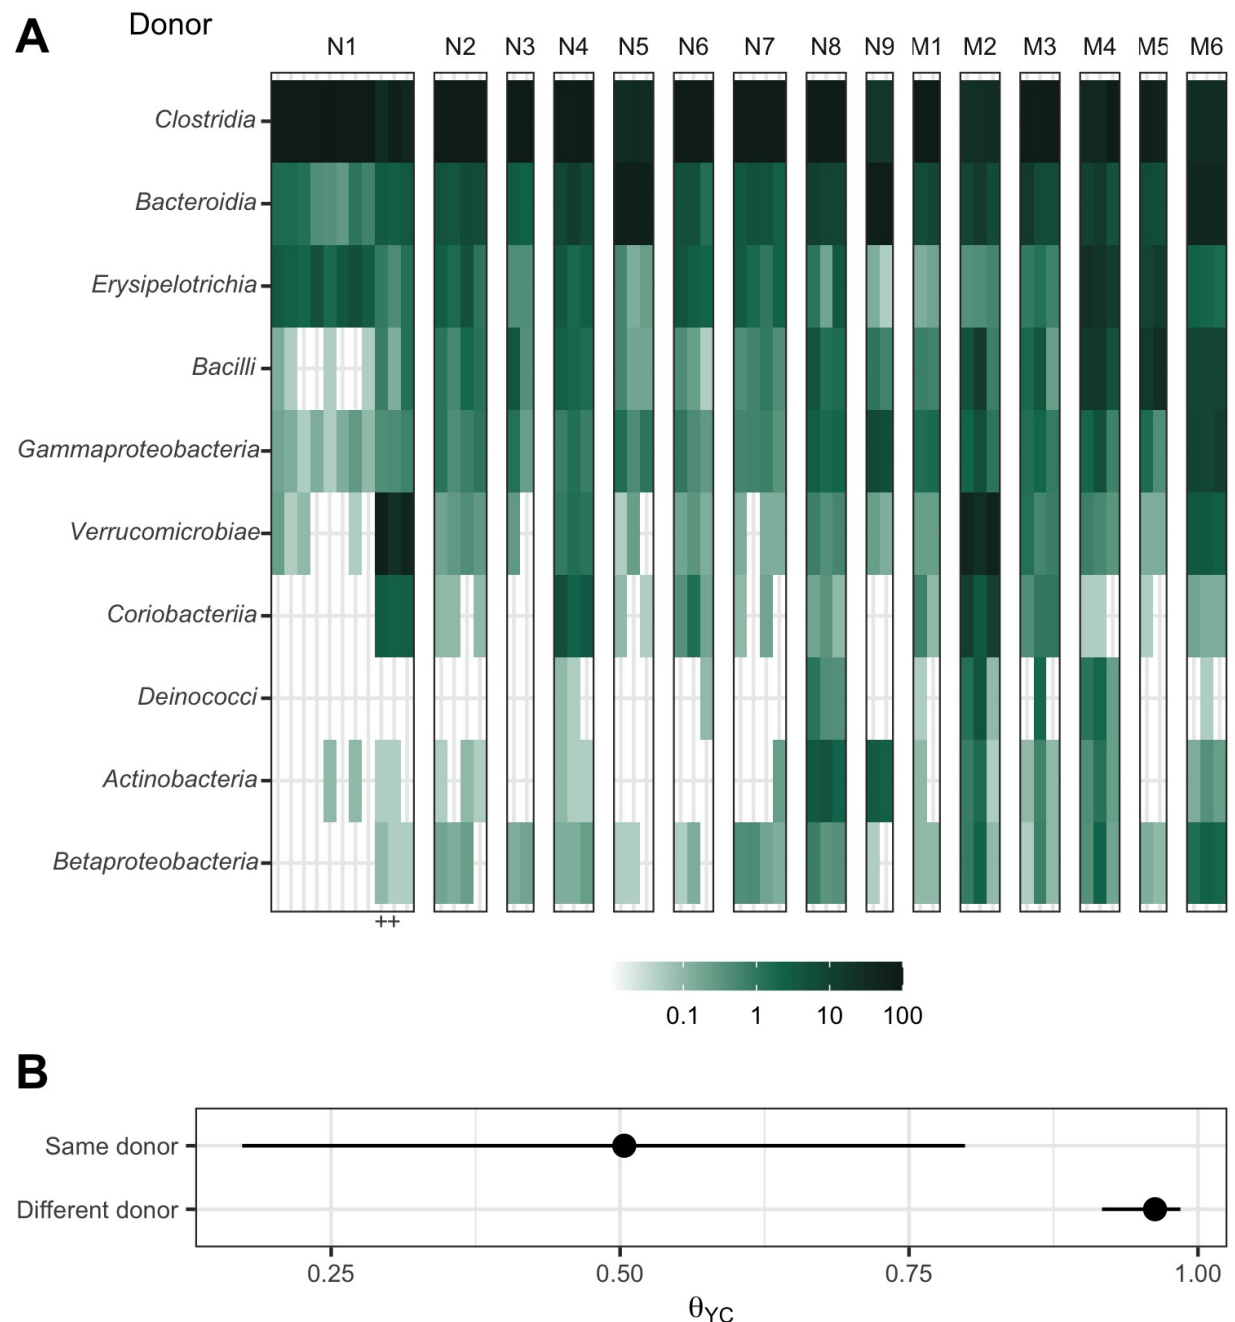 A
Donor
N1 N2 N3 N4 N5 N6 N7 N8 N9 M1 M2 M3 M4 M5 M6
Clostridia
Bacteroidia
Erysipelotrichia
Bacilli
Gammaproteobacteria
Verrucomicrobiae
Coriobacteriia
Deinococci
Actinobacteria
Betaproteobacteria
++
0.1 1 10 100
B
Same donor
Different donor
0.25 0.50 0.75 1.00
θYC